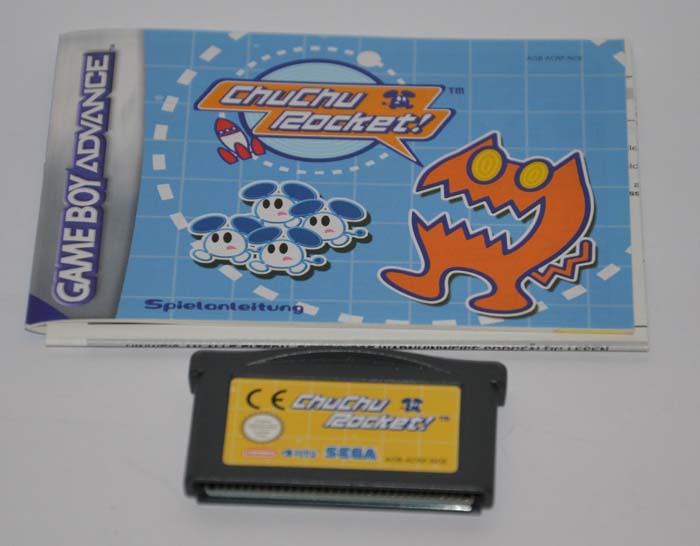 GAME BOY ADVANCE
ChuChu
Rocket!
TM
Spielanleitung
CE
ChuChu
Rocket!
TM
SEGA